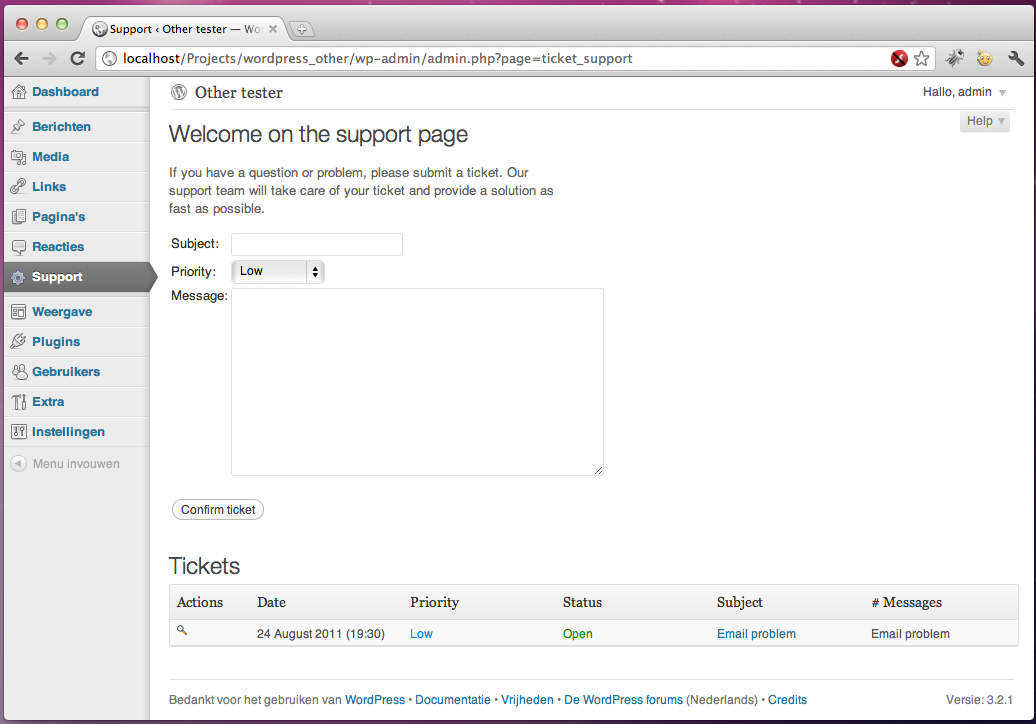 Support ‹ Other tester — Wor
localhost/Projects/wordpress_other/wp-admin/admin.php?page=ticket_support
Dashboard
Berichten
Media
Links
Pagina's
Reacties
Support
Weergave
Plugins
Gebruikers
Extra
Instellingen
Menu invouwen
Other tester
Hallo, admin
Help
Welcome on the support page
If you have a question or problem, please submit a ticket. Our
support team will take care of your ticket and provide a solution as
fast as possible.
Subject:
Priority: Low
Message:
Confirm ticket
Tickets
Actions Date Priority Status Subject # Messages
24 August 2011 (19:30) Low Open Email problem Email problem
Bedankt voor het gebruiken van WordPress • Documentatie • Vrijheden • De WordPress forums (Nederlands) • Credits Versie: 3.2.1